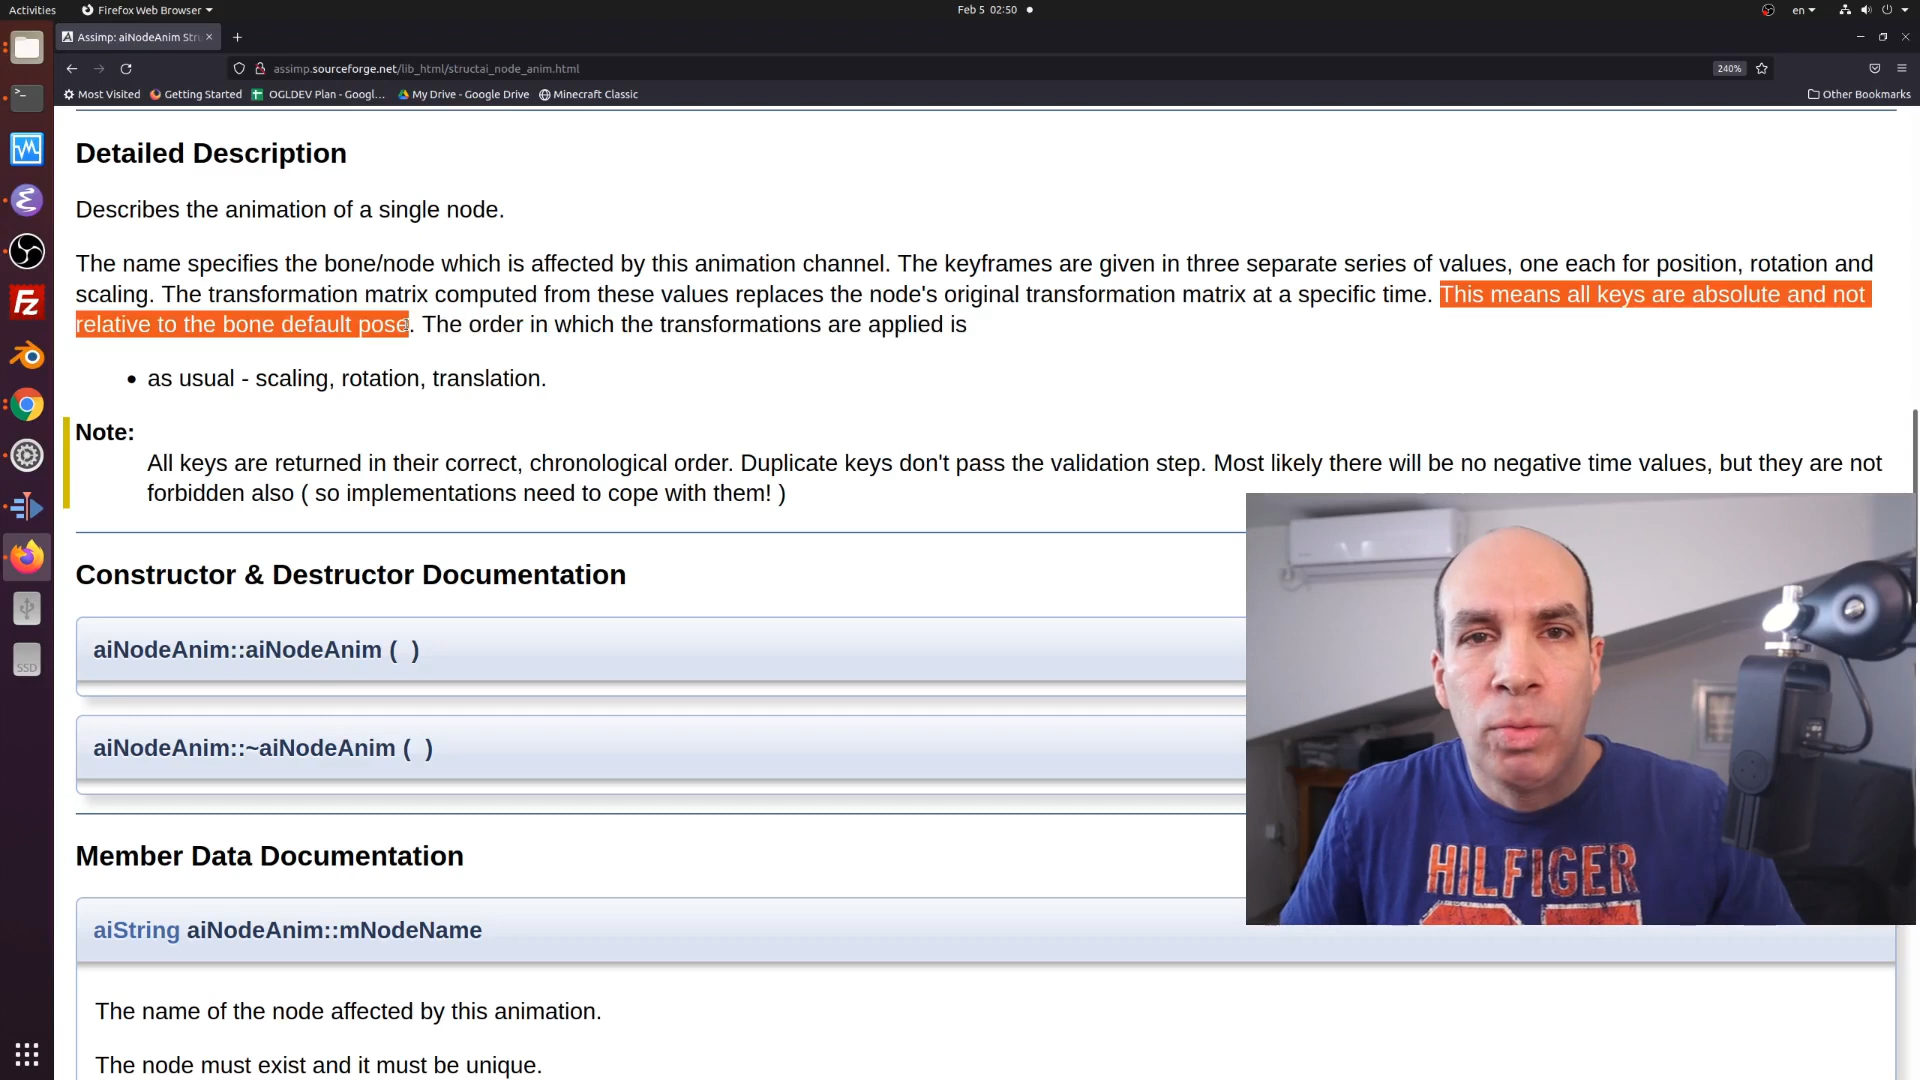 Activities
Firefox Web Browser
Feb 5 02:50
en
Assimp: aiNodeAnim Stru
assimp.sourceforge.net/lib_html/structai_node_anim.html
240%
Most Visited
Getting Started
OGLDEV Plan - Googl…
My Drive - Google Drive
Minecraft Classic
Other Bookmarks
Detailed Description
Describes the animation of a single node.
The name specifies the bone/node which is affected by this animation channel. The keyframes are given in three separate series of values, one each for position, rotation and
scaling. The transformation matrix computed from these values replaces the node's original transformation matrix at a specific time. This means all keys are absolute and not
relative to the bone default pose. The order in which the transformations are applied is
• as usual - scaling, rotation, translation.
Note:
All keys are returned in their correct, chronological order. Duplicate keys don't pass the validation step. Most likely there will be no negative time values, but they are not
forbidden also ( so implementations need to cope with them! )
Constructor & Destructor Documentation
aiNodeAnim::aiNodeAnim ( )
aiNodeAnim::~aiNodeAnim ( )
Member Data Documentation
aiString aiNodeAnim::mNodeName
The name of the node affected by this animation.
The node must exist and it must be unique.
SSD
HILFIGER